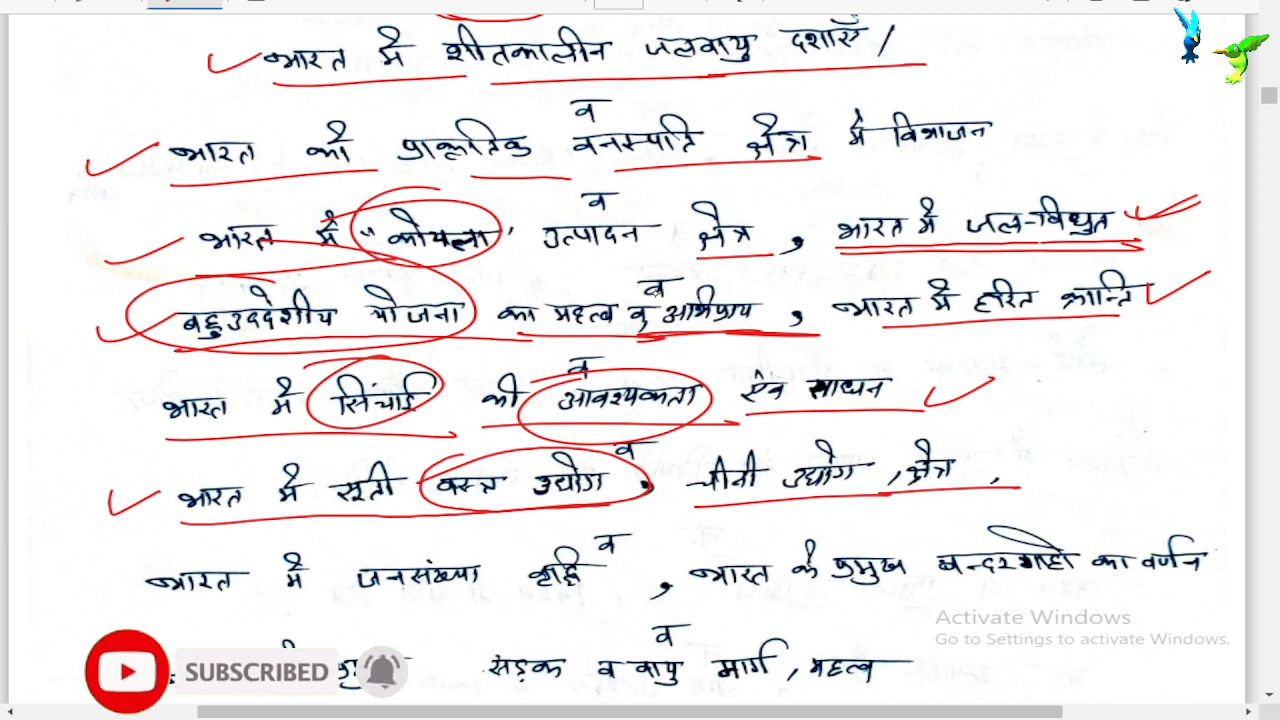 भारत में शीतकालीन जलवायु दशाएँ /
व
भारत को प्राकृतिक वनस्पति क्षेत्र में विभाजन
व
भारत में "कोयला" उत्पादन क्षेत्र , भारत में जल-विधुत
व
बहुउददेशीय योजना का महत्व व अभिप्राय , भारत में हरित क्रान्ति
व
भारत में सिंचाई की आवश्यकता ऐव साधन
व
भारत में सूती वस्त्र उद्योग , चीनी उद्योग , क्षेत्र ,
व
भारत में जनसंख्या वृद्दि , भारत के प्रमुख बन्दरगाहो का वर्णन
व
सड़क व वायु मार्ग , महत्व
Activate Windows
Go to Settings to activate Windows.
SUBSCRIBED